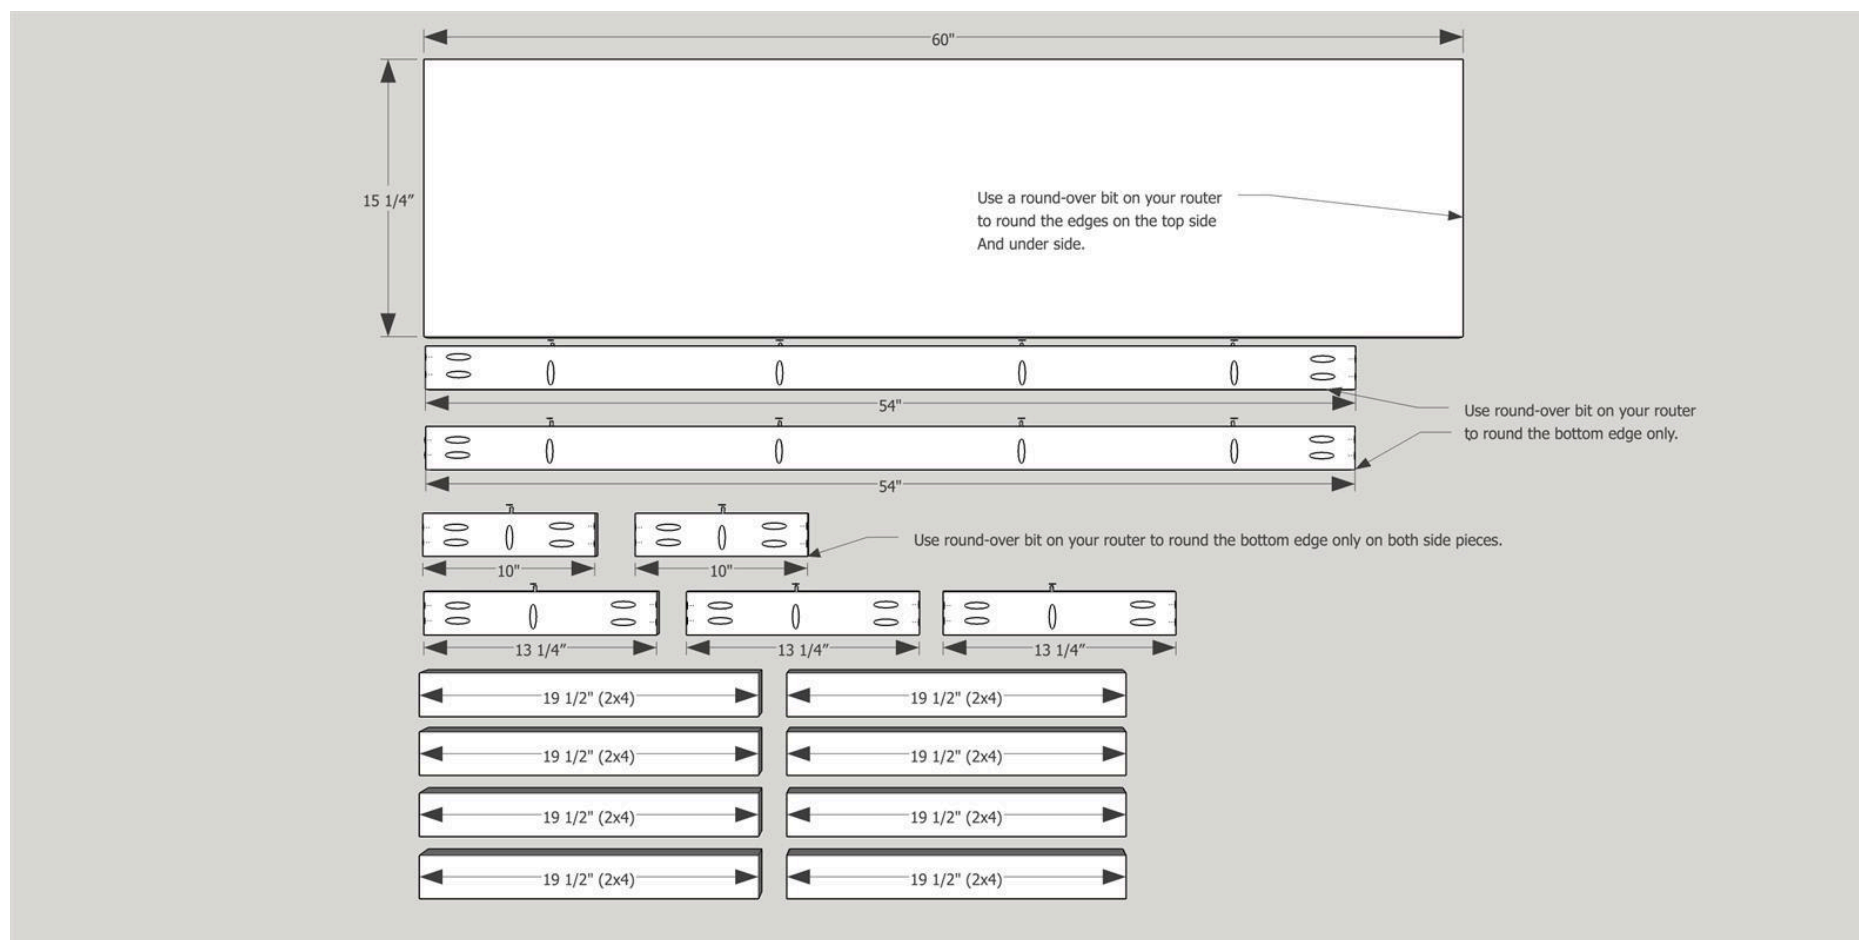 60"
15 1/4”
Use a round-over bit on your router
to round the edges on the top side
And under side.
54"
Use round-over bit on your router
to round the bottom edge only.
54"
Use round-over bit on your router to round the bottom edge only on both side pieces.
10"
10"
13 1/4”
13 1/4”
13 1/4”
19 1/2" (2x4)
19 1/2" (2x4)
19 1/2" (2x4)
19 1/2" (2x4)
19 1/2" (2x4)
19 1/2" (2x4)
19 1/2" (2x4)
19 1/2" (2x4)